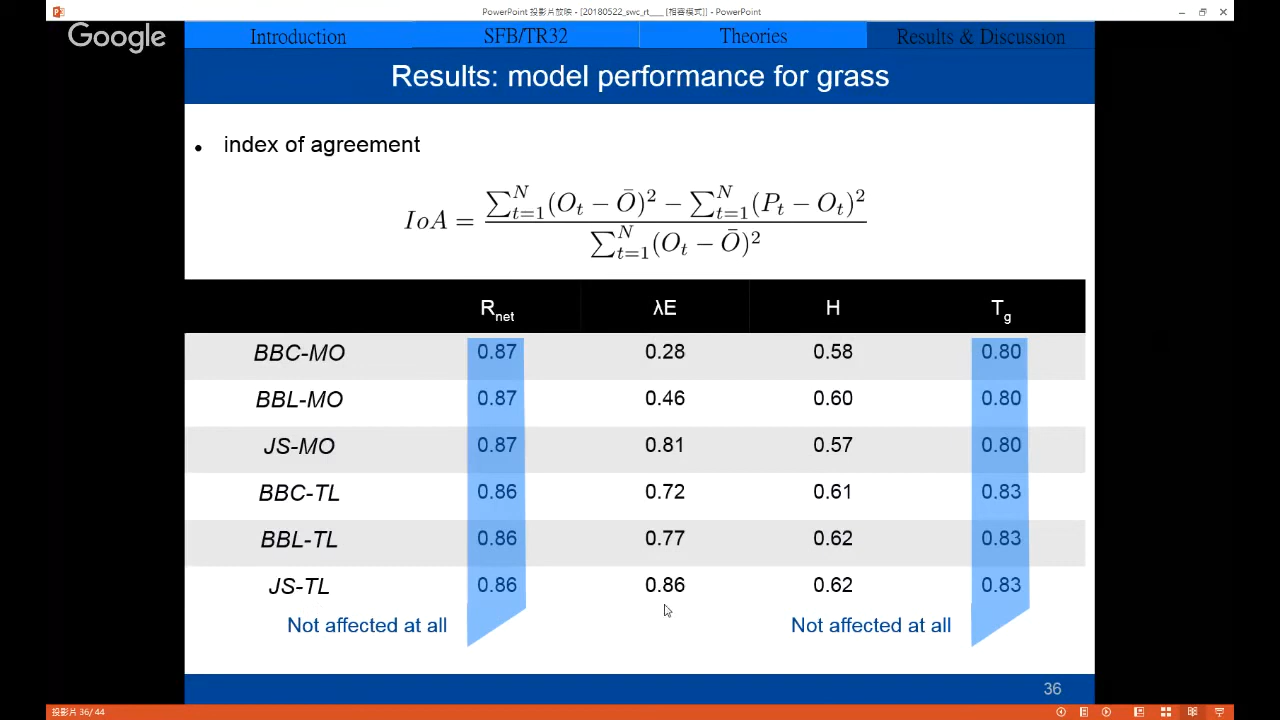 PowerPoint 投影片放映 - [20180522_swc_rt___ [相容模式]] - PowerPoint
Google
Introduction SFB/TR32 Theories Results & Discussion
Results: model performance for grass
• index of agreement
IoA = \frac{\sum_{t=1}^{N}(O_t - \bar{O})^2 - \sum_{t=1}^{N}(P_t - O_t)^2}{\sum_{t=1}^{N}(O_t - \bar{O})^2}
R_net λE H T_g
BBC-MO 0.87 0.28 0.58 0.80
BBL-MO 0.87 0.46 0.60 0.80
JS-MO 0.87 0.81 0.57 0.80
BBC-TL 0.86 0.72 0.61 0.83
BBL-TL 0.86 0.77 0.62 0.83
JS-TL 0.86 0.86 0.62 0.83
Not affected at all Not affected at all
36
投影片 36/ 44